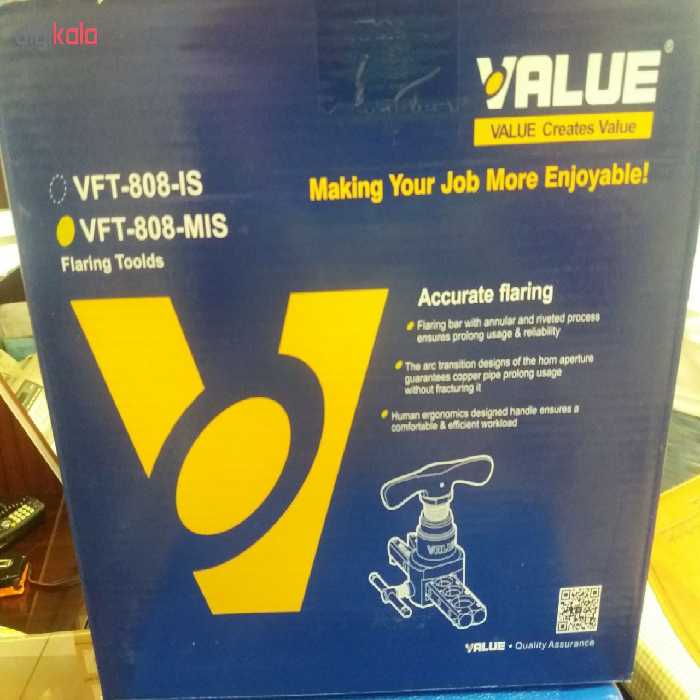 digikala
VALUE®
VALUE Creates Value
VFT-808-IS
VFT-808-MIS
Flaring Toolds
Making Your Job More Enjoyable!
Accurate flaring
Flaring bar with annular and riveted process
ensures prolong usage & reliability
The arc transition designs of the horn aperture
guarantees copper pipe prolong usage
without fracturing it
Human ergonomics designed handle ensures a
comfortable & efficient workload
VALUE
VALUE • Quality Assurance